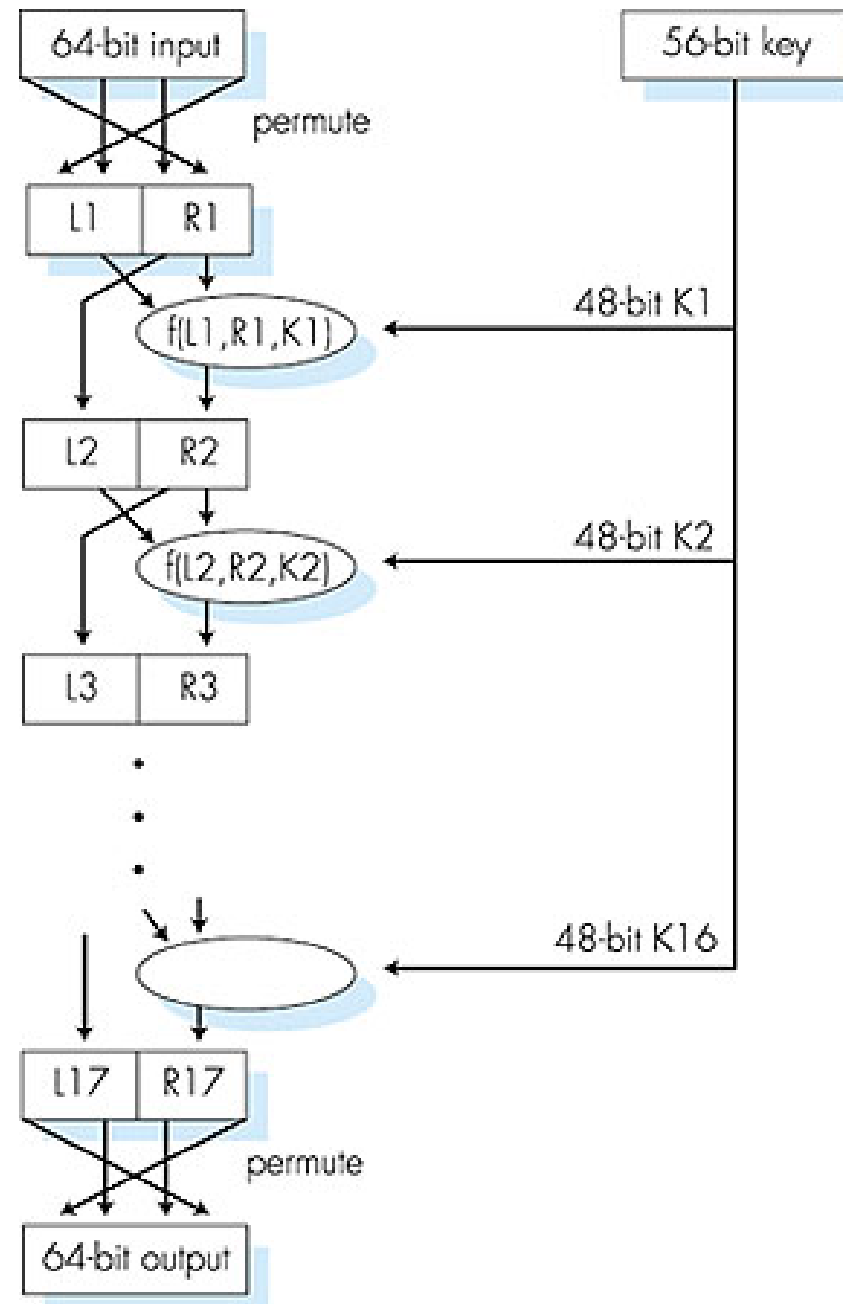 64-bit input
56-bit key
permute
L1 R1
48-bit K1
f(L1,R1,K1)
L2 R2
48-bit K2
f(L2,R2,K2)
L3 R3
48-bit K16
L17 R17
permute
64-bit output